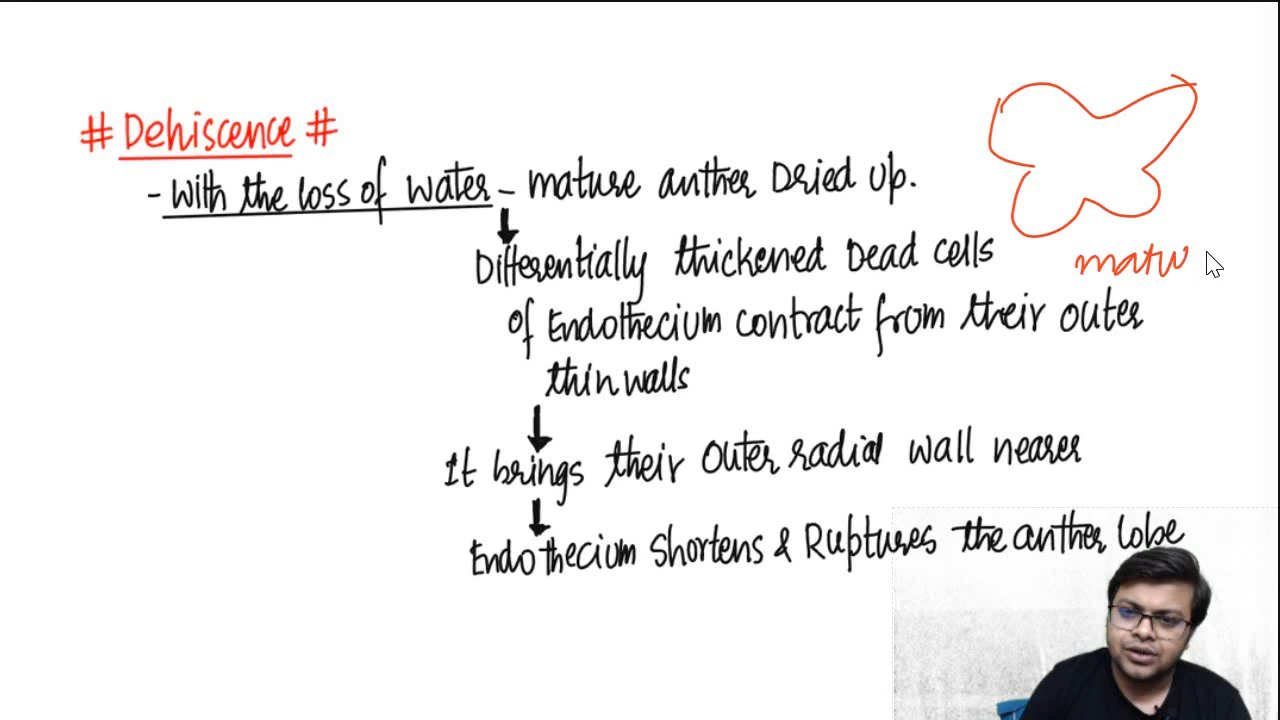 # Dehiscence #
- With the loss of water - mature anther Dried up.
Differentially thickened Dead cells
of Endothecium contract from their outer
thin walls
It brings their outer radial wall nearer
Endothecium shortens & Ruptures the anther lobe
matu